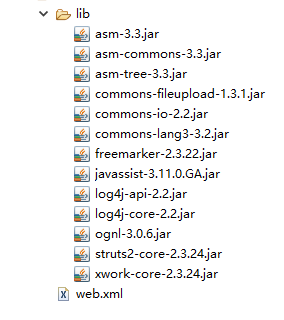 lib
asm-3.3.jar
asm-commons-3.3.jar
asm-tree-3.3.jar
commons-fileupload-1.3.1.jar
commons-io-2.2.jar
commons-lang3-3.2.jar
freemarker-2.3.22.jar
javassist-3.11.0.GA.jar
log4j-api-2.2.jar
log4j-core-2.2.jar
ognl-3.0.6.jar
struts2-core-2.3.24.jar
xwork-core-2.3.24.jar
web.xml